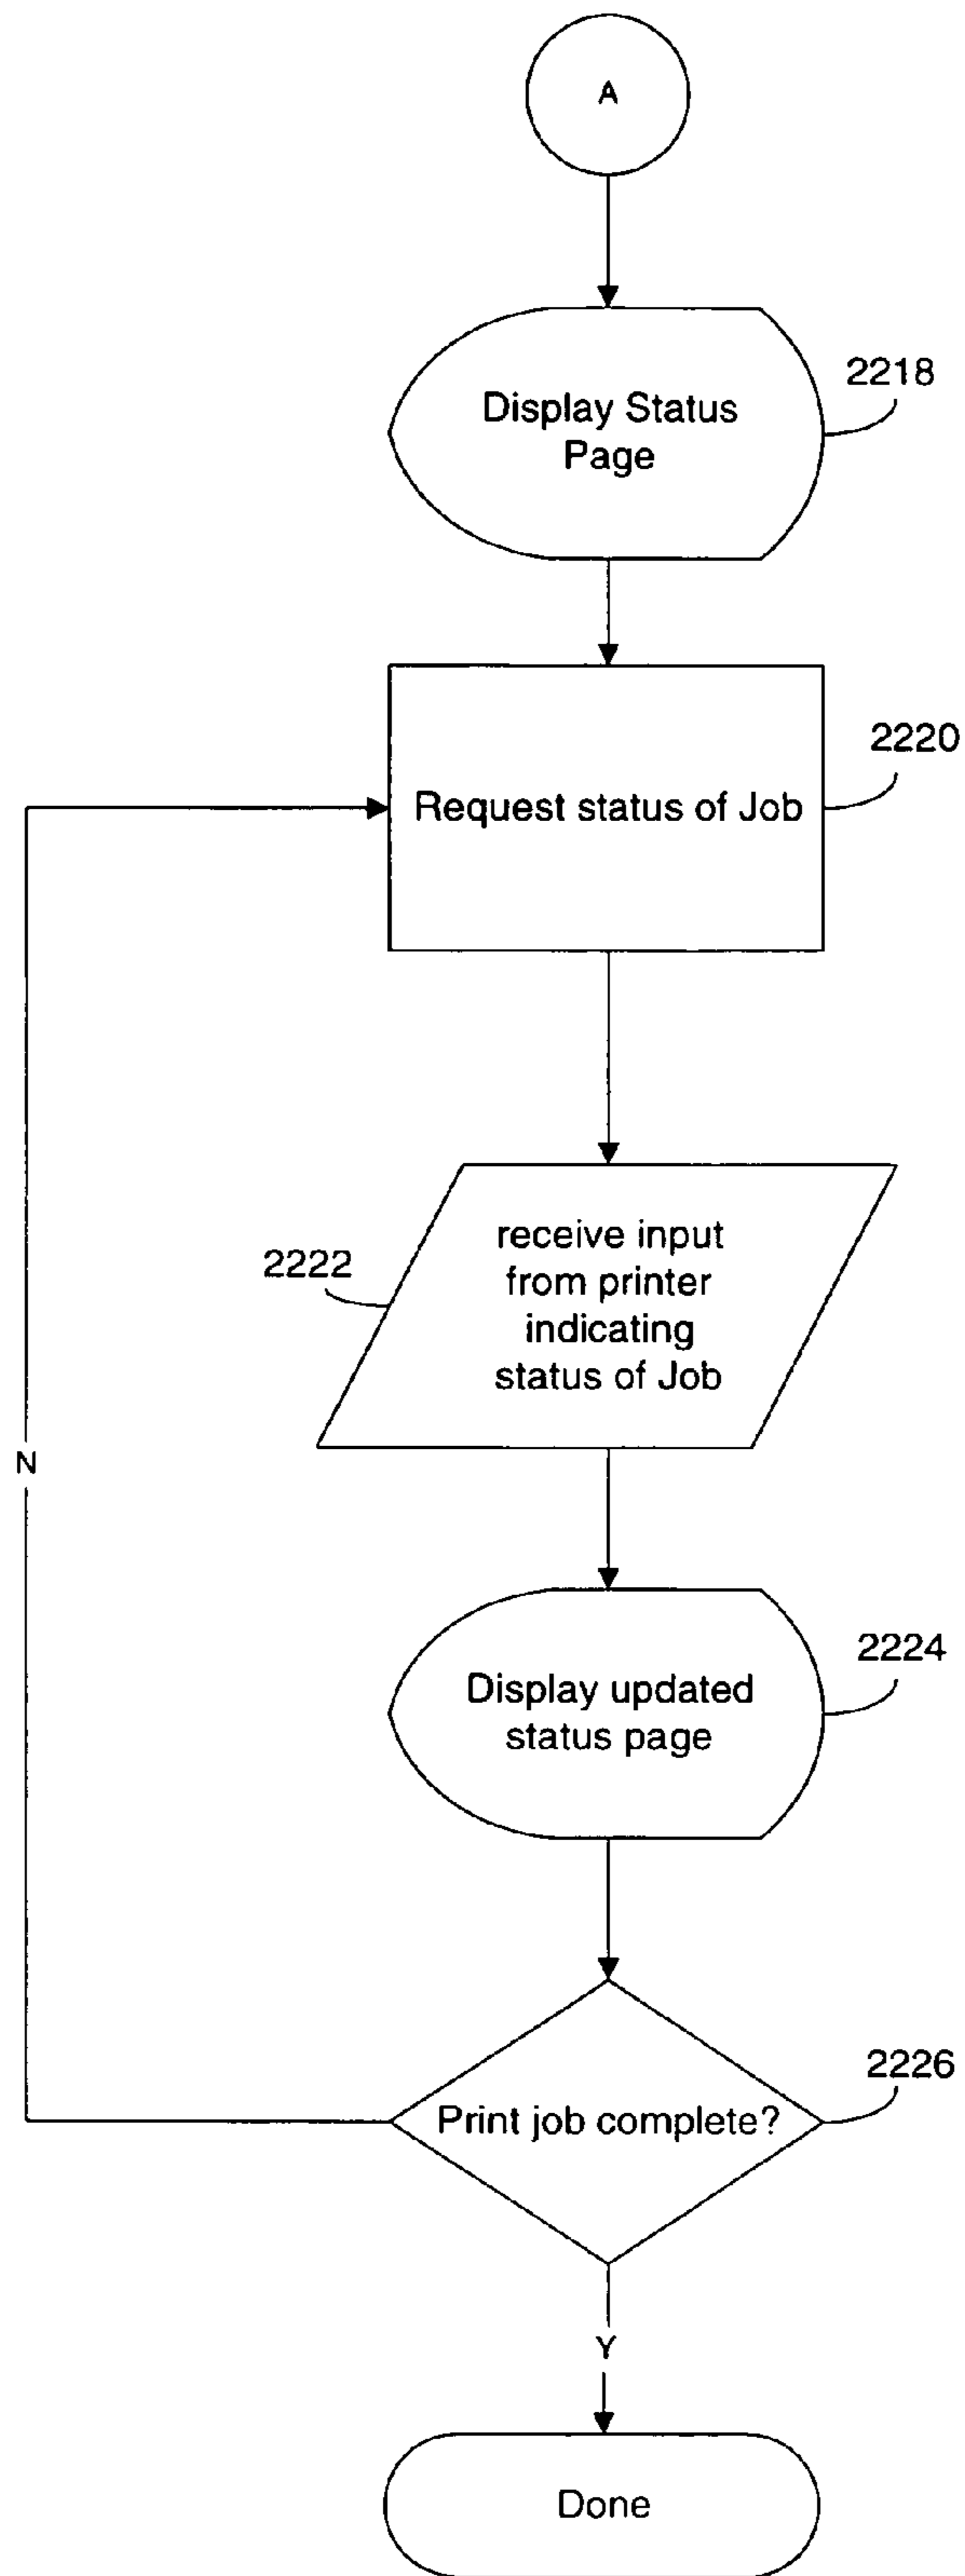 A
2218
Display Status
Page
2220
Request status of Job
2222
receive input
from printer
indicating
status of Job
N
2224
Display updated
status page
2226
Print job complete?
Y
Done